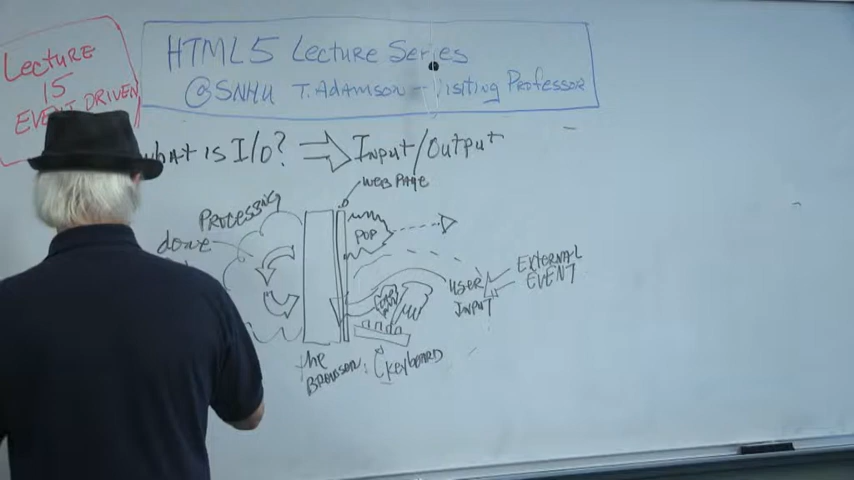 Lecture
15
EVENT DRIVEN
HTML5 Lecture Series
@SNHU T. Adamson - Visiting Professor
what is I/O? Input/Output
WEB PAGE
PROCESSING
done
POP
USER
INPUT
EXTERNAL
EVENT
the
keyboard